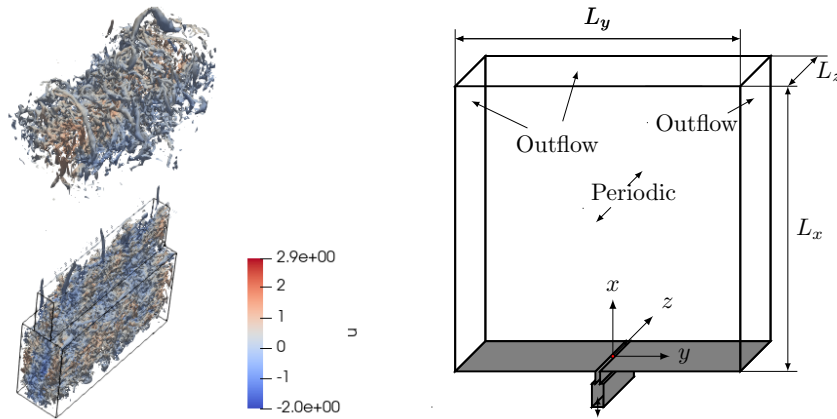 2.9e+00
2
1
0
-1
-2.0e+00
u
L_y
L_z
Outflow
Outflow
Periodic
L_x
x
z
y